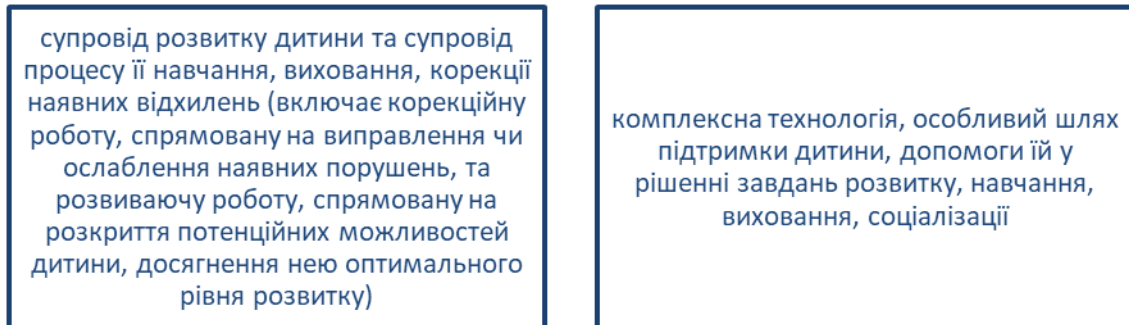 супровід розвитку дитини та супровід
процесу її навчання, виховання, корекції
наявних відхилень (включає корекційну
роботу, спрямовану на виправлення чи
ослаблення наявних порушень, та
розвиваючу роботу, спрямовану на
розкриття потенційних можливостей
дитини, досягнення нею оптимального
рівня розвитку)
комплексна технологія, особливий шлях
підтримки дитини, допомоги їй у
рішенні завдань розвитку, навчання,
виховання, соціалізації